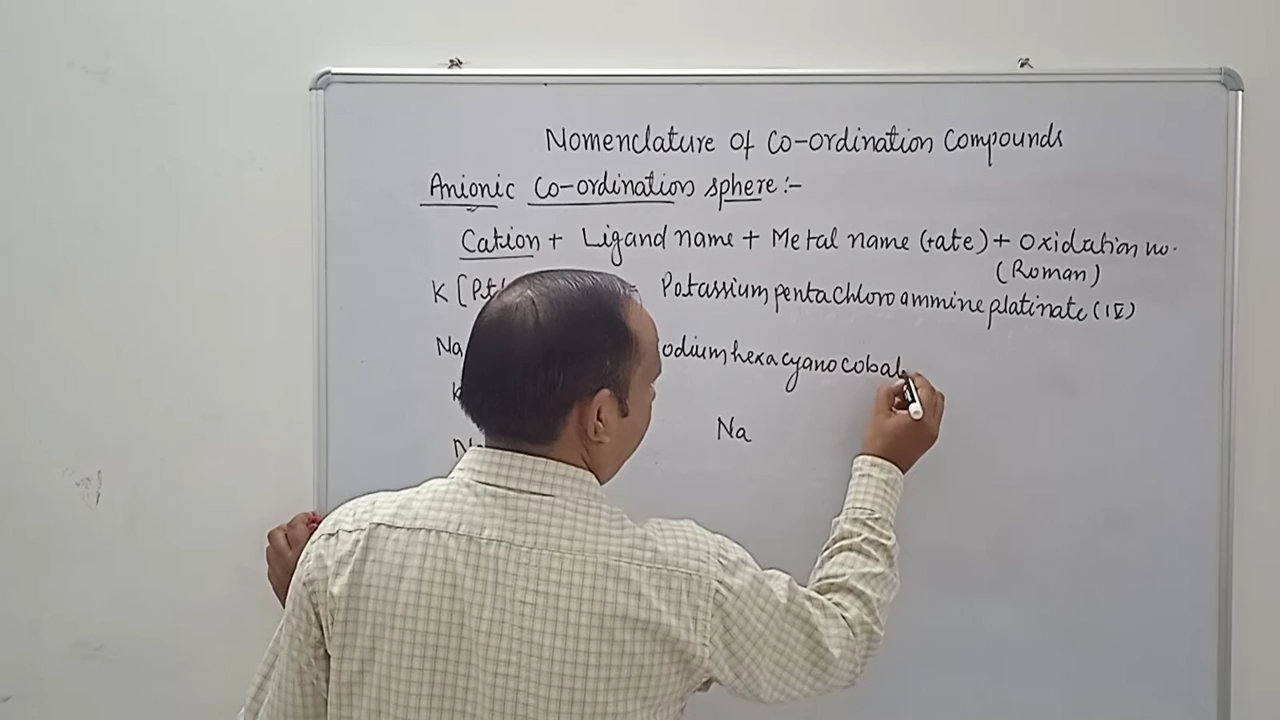 Nomenclature of Co-ordination Compounds
Anionic Co-ordination sphere :-
Cation + Ligand name + Metal name (+ate) + Oxidation no.
(Roman)
K [Pt Potassium pentachloro ammine platinate (IV)
Na odium hexacyano cobal
Na
Na